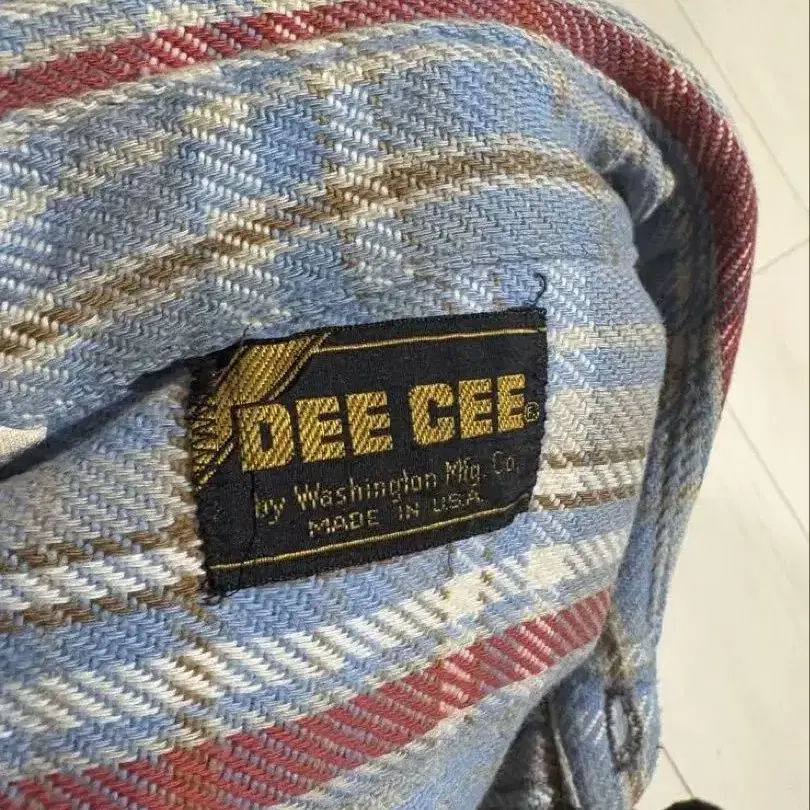 DEE CEE®
by Washington Mfg. Co.
MADE IN U.S.A.